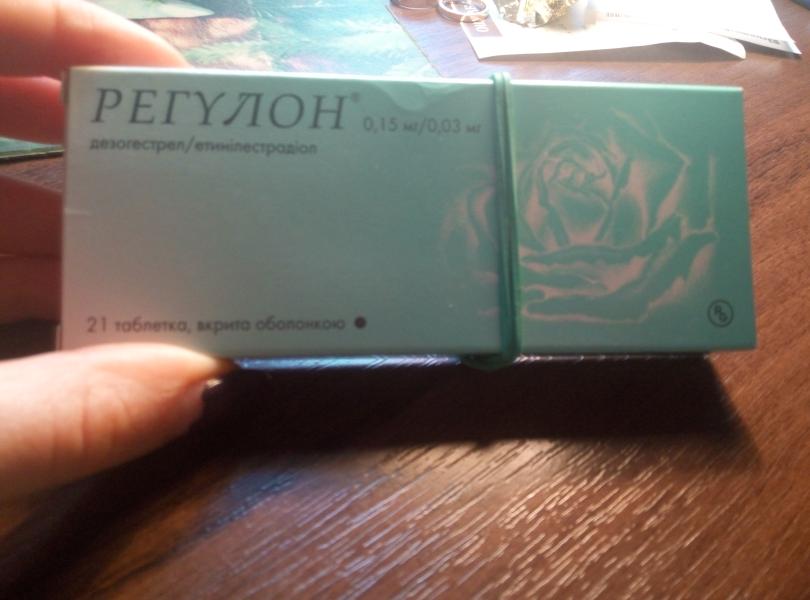 РЕГУЛОН®
0,15 мг/0,03 мг
дезогестрел/етинілестрадіол
21 таблетка, вкрита оболонкою